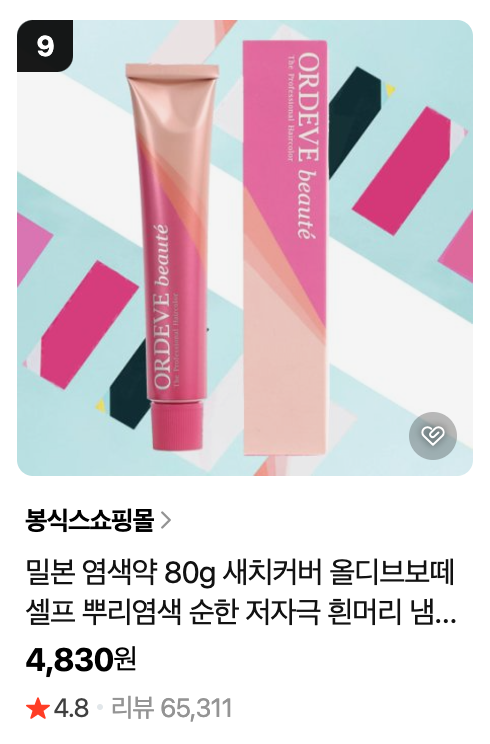 9
ORDEVE beauté
The Professional Haircolor
ORDEVE beauté
The Professional Haircolor
봉식스쇼핑몰
밀본 염색약 80g 새치커버 올디브보떼
셀프 뿌리염색 순한 저자극 흰머리 냄...
4,830원
4.8 • 리뷰 65,311